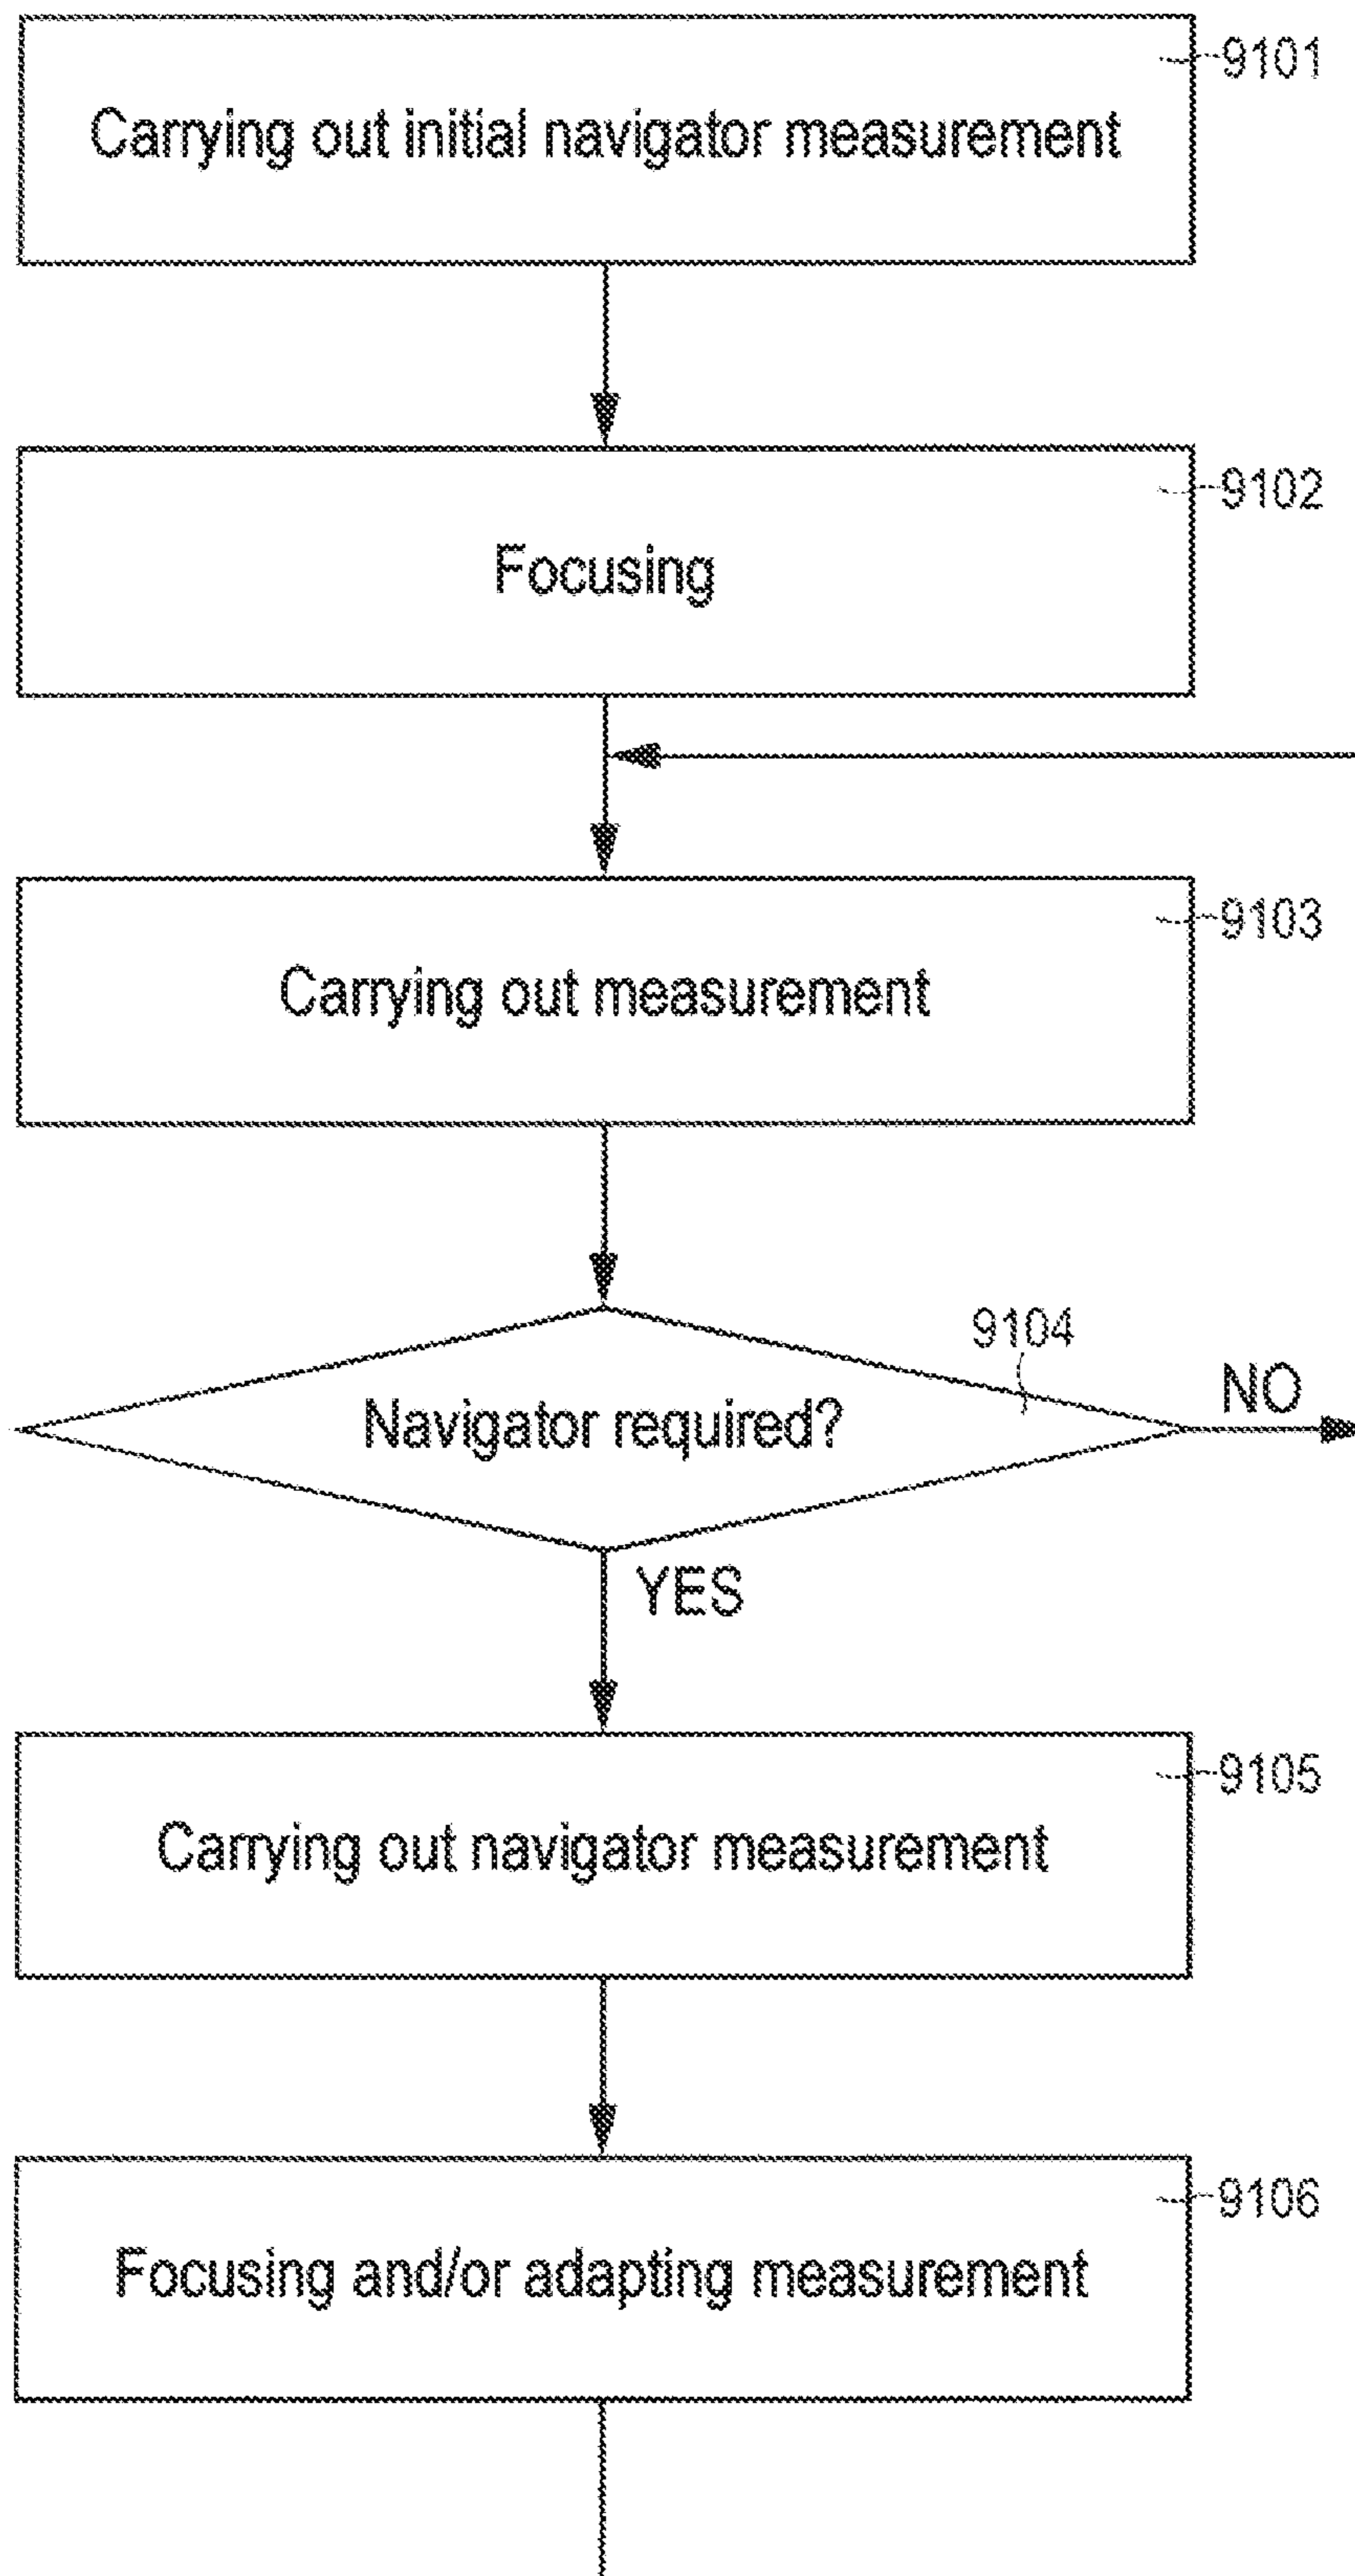 9101
Carrying out initial navigator measurement
9102
Focusing
9103
Carrying out measurement
9104
Navigator required?
NO
YES
9105
Carrying out navigator measurement
9106
Focusing and/or adapting measurement